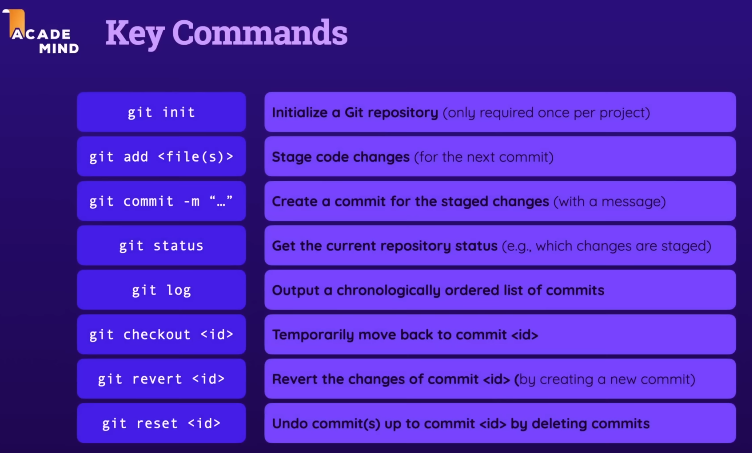 ACADE
MIND
Key Commands
git init
Initialize a Git repository (only required once per project)
git add <file(s)>
Stage code changes (for the next commit)
git commit -m “…”
Create a commit for the staged changes (with a message)
git status
Get the current repository status (e.g., which changes are staged)
git log
Output a chronologically ordered list of commits
git checkout <id>
Temporarily move back to commit <id>
git revert <id>
Revert the changes of commit <id> (by creating a new commit)
git reset <id>
Undo commit(s) up to commit <id> by deleting commits